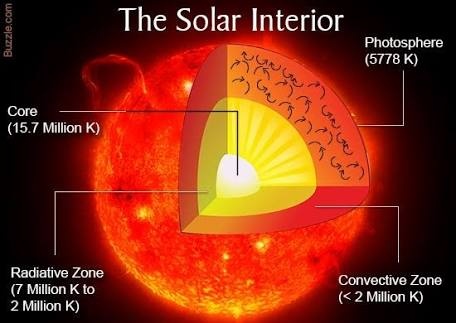 The Solar Interior
Buzzle.com
Photosphere
(5778 K)
Core
(15.7 Million K)
Radiative Zone
(7 Million K to
2 Million K)
Convective Zone
(< 2 Million K)